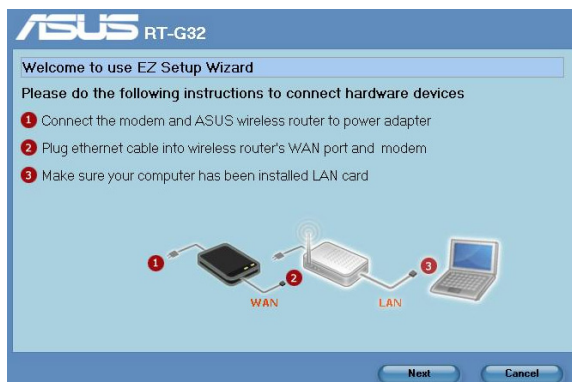 ASUS RT-G32
Welcome to use EZ Setup Wizard
Please do the following instructions to connect hardware devices
1 Connect the modem and ASUS wireless router to power adapter
2 Plug ethernet cable into wireless router's WAN port and modem
3 Make sure your computer has been installed LAN card
1 2 3
WAN LAN
Next Cancel